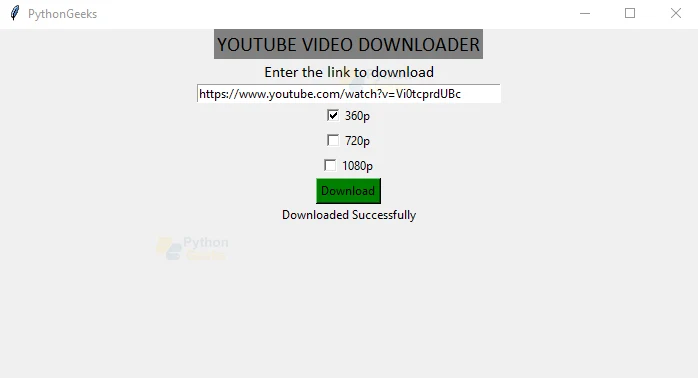 PythonGeeks
YOUTUBE VIDEO DOWNLOADER
Enter the link to download
https://www.youtube.com/watch?v=Vi0tcprdUBc
360p
720p
1080p
Download
Downloaded Successfully
Python